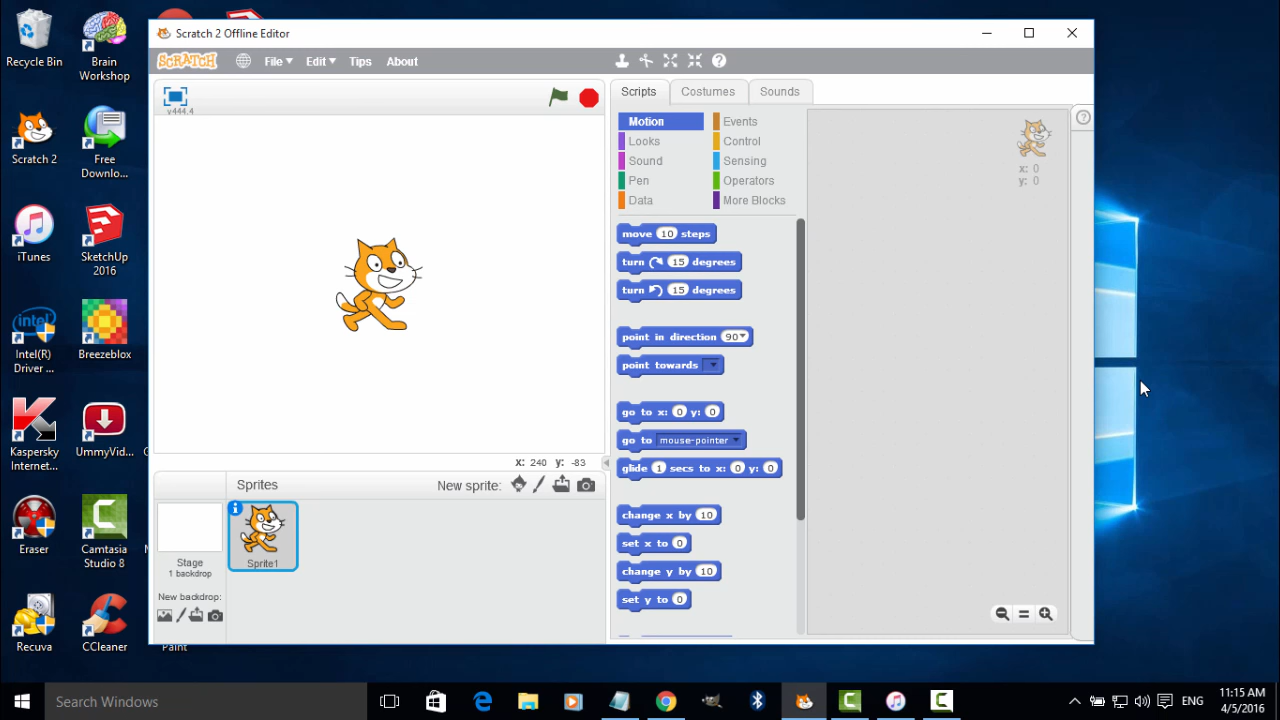 Recycle Bin
Brain
Workshop
Scratch 2
Free
Downlo...
iTunes
SketchUp
2016
Intel(R)
Driver ...
Breezeblox
Kaspersky
Internet...
UmmyVid...
Eraser
Camtasia
Studio 8
Recuva
CCleaner
Paint
Scratch 2 Offline Editor
SCRATCH
File
Edit
Tips
About
v444.4
x: 240 y: -83
Sprites
New sprite:
Stage
1 backdrop
New backdrop:
Sprite1
Scripts
Costumes
Sounds
Motion
Events
Looks
Control
Sound
Sensing
Pen
Operators
Data
More Blocks
move 10 steps
turn 15 degrees
turn 15 degrees
point in direction 90
point towards
go to x: 0 y: 0
go to mouse-pointer
glide 1 secs to x: 0 y: 0
change x by 10
set x to 0
change y by 10
set y to 0
x: 0
y: 0
Search Windows
ENG
11:15 AM
4/5/2016